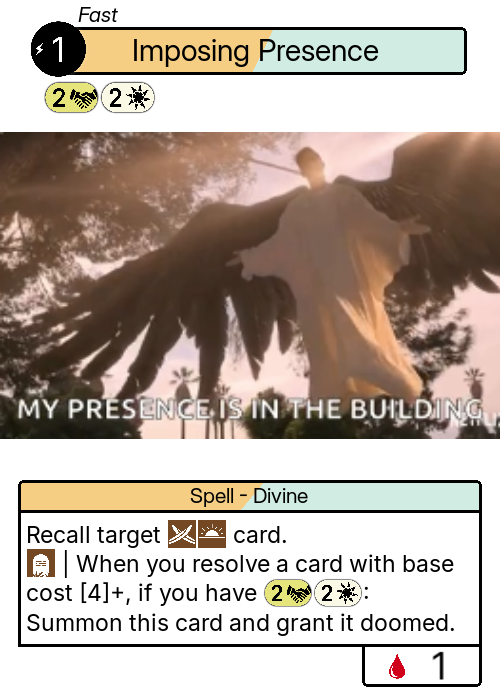 Fast
1 Imposing Presence
2 2
MY PRESENCE IS IN THE BUILDING
Spell - Divine
Recall target card.
| When you resolve a card with base
cost [4]+, if you have 2 2 :
Summon this card and grant it doomed.
1